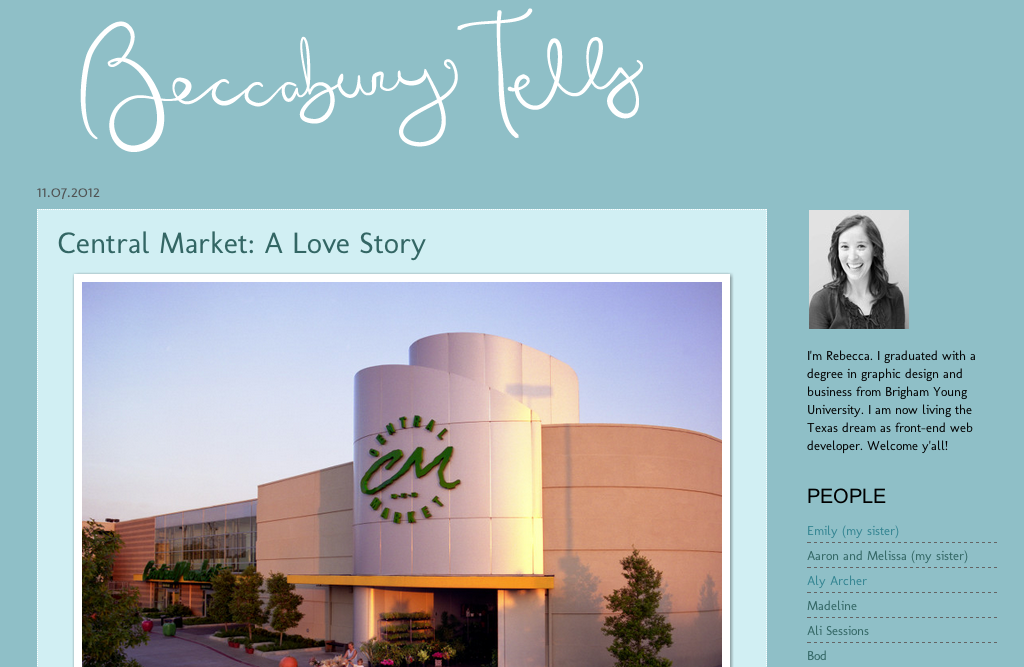 Beccabury Tells
11.07.2012
Central Market: A Love Story
CENTRAL
CM
MARKET
I'm Rebecca. I graduated with a
degree in graphic design and
business from Brigham Young
University. I am now living the
Texas dream as front-end web
developer. Welcome y'all!
PEOPLE
Emily (my sister)
Aaron and Melissa (my sister)
Aly Archer
Madeline
Ali Sessions
Bod